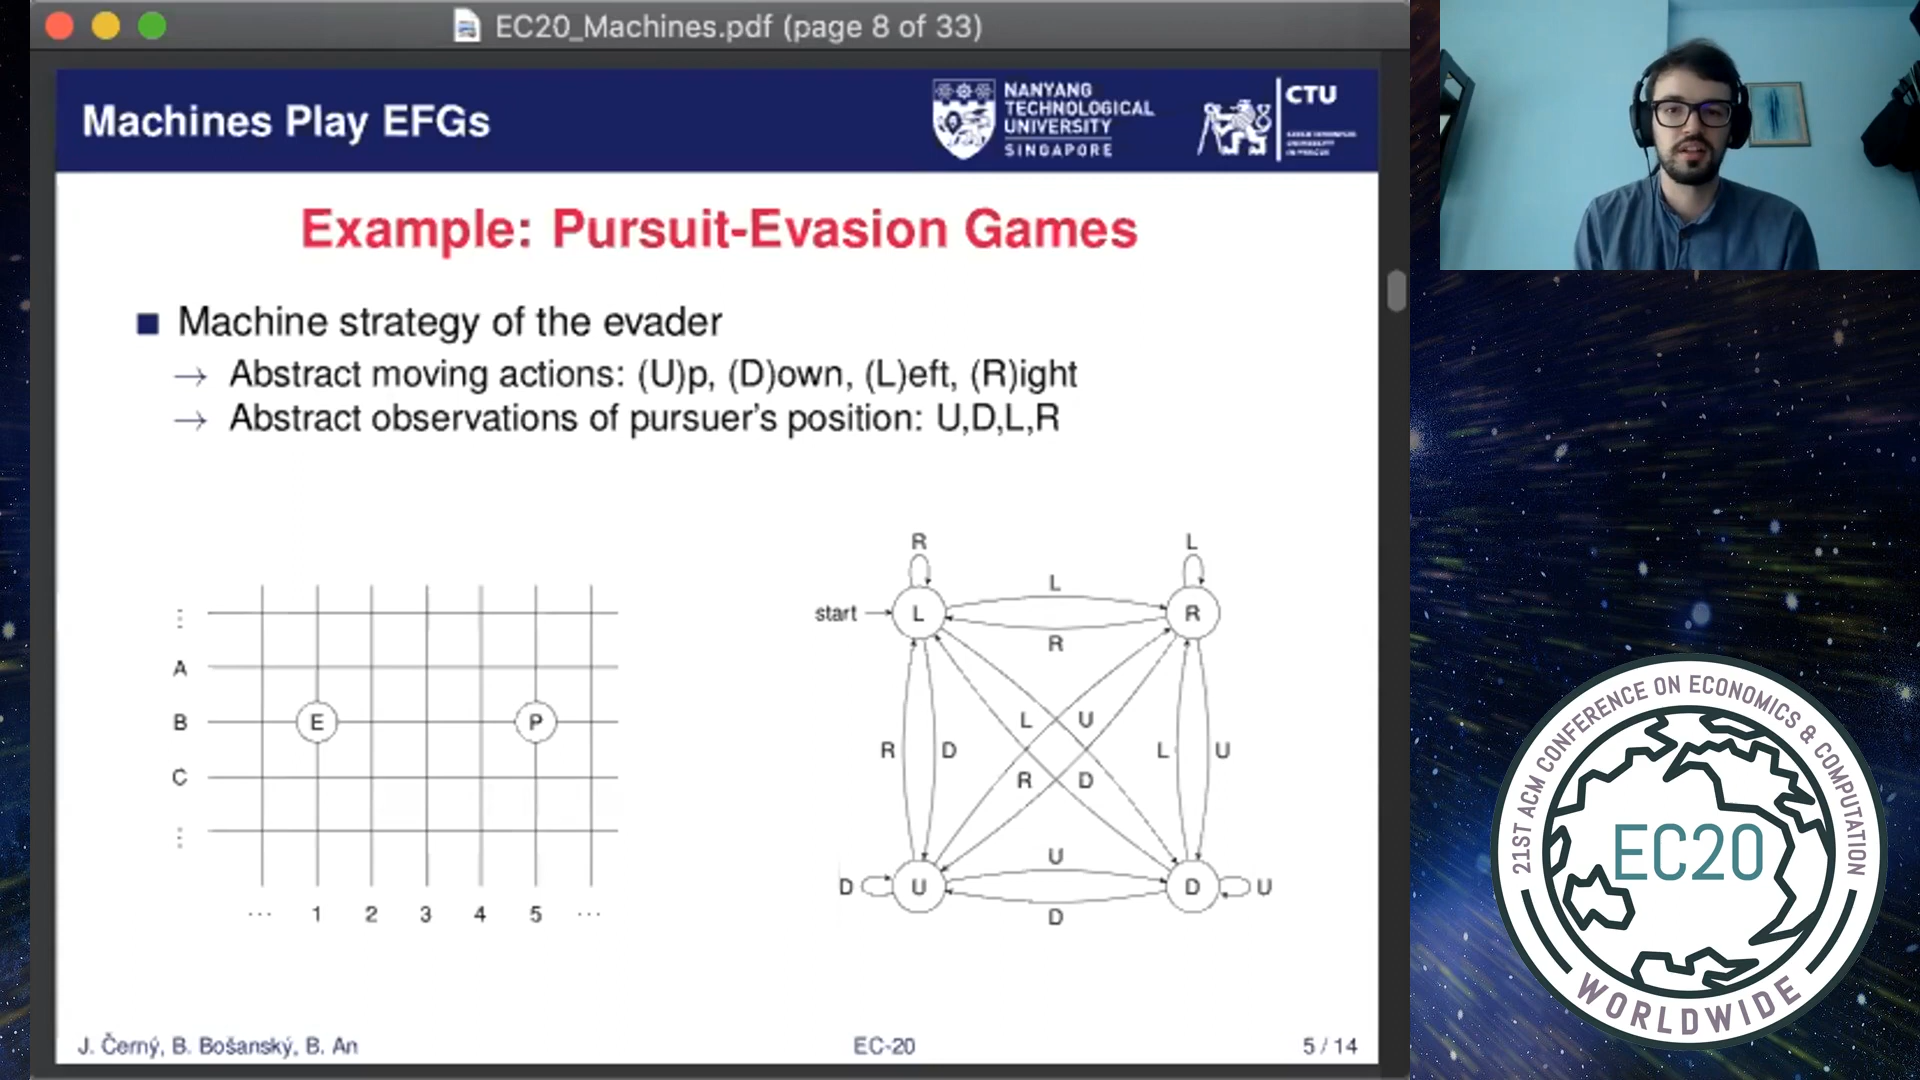 EC20_Machines.pdf (page 8 of 33)
Machines Play EFGs
NANYANG
TECHNOLOGICAL
UNIVERSITY
SINGAPORE
CTU
Example: Pursuit-Evasion Games
■ Machine strategy of the evader
→ Abstract moving actions: (U)p, (D)own, (L)eft, (R)ight
→ Abstract observations of pursuer's position: U,D,L,R
⋮
A
B
C
⋮
E
P
⋯ 1 2 3 4 5 ⋯
R L
L
start L R
R
L U
R D L U
R D
U
D U D U
D
J. Černý, B. Bošanský, B. An
EC-20
5 / 14
21ST ACM CONFERENCE ON ECONOMICS & COMPUTATION
EC20
WORLDWIDE